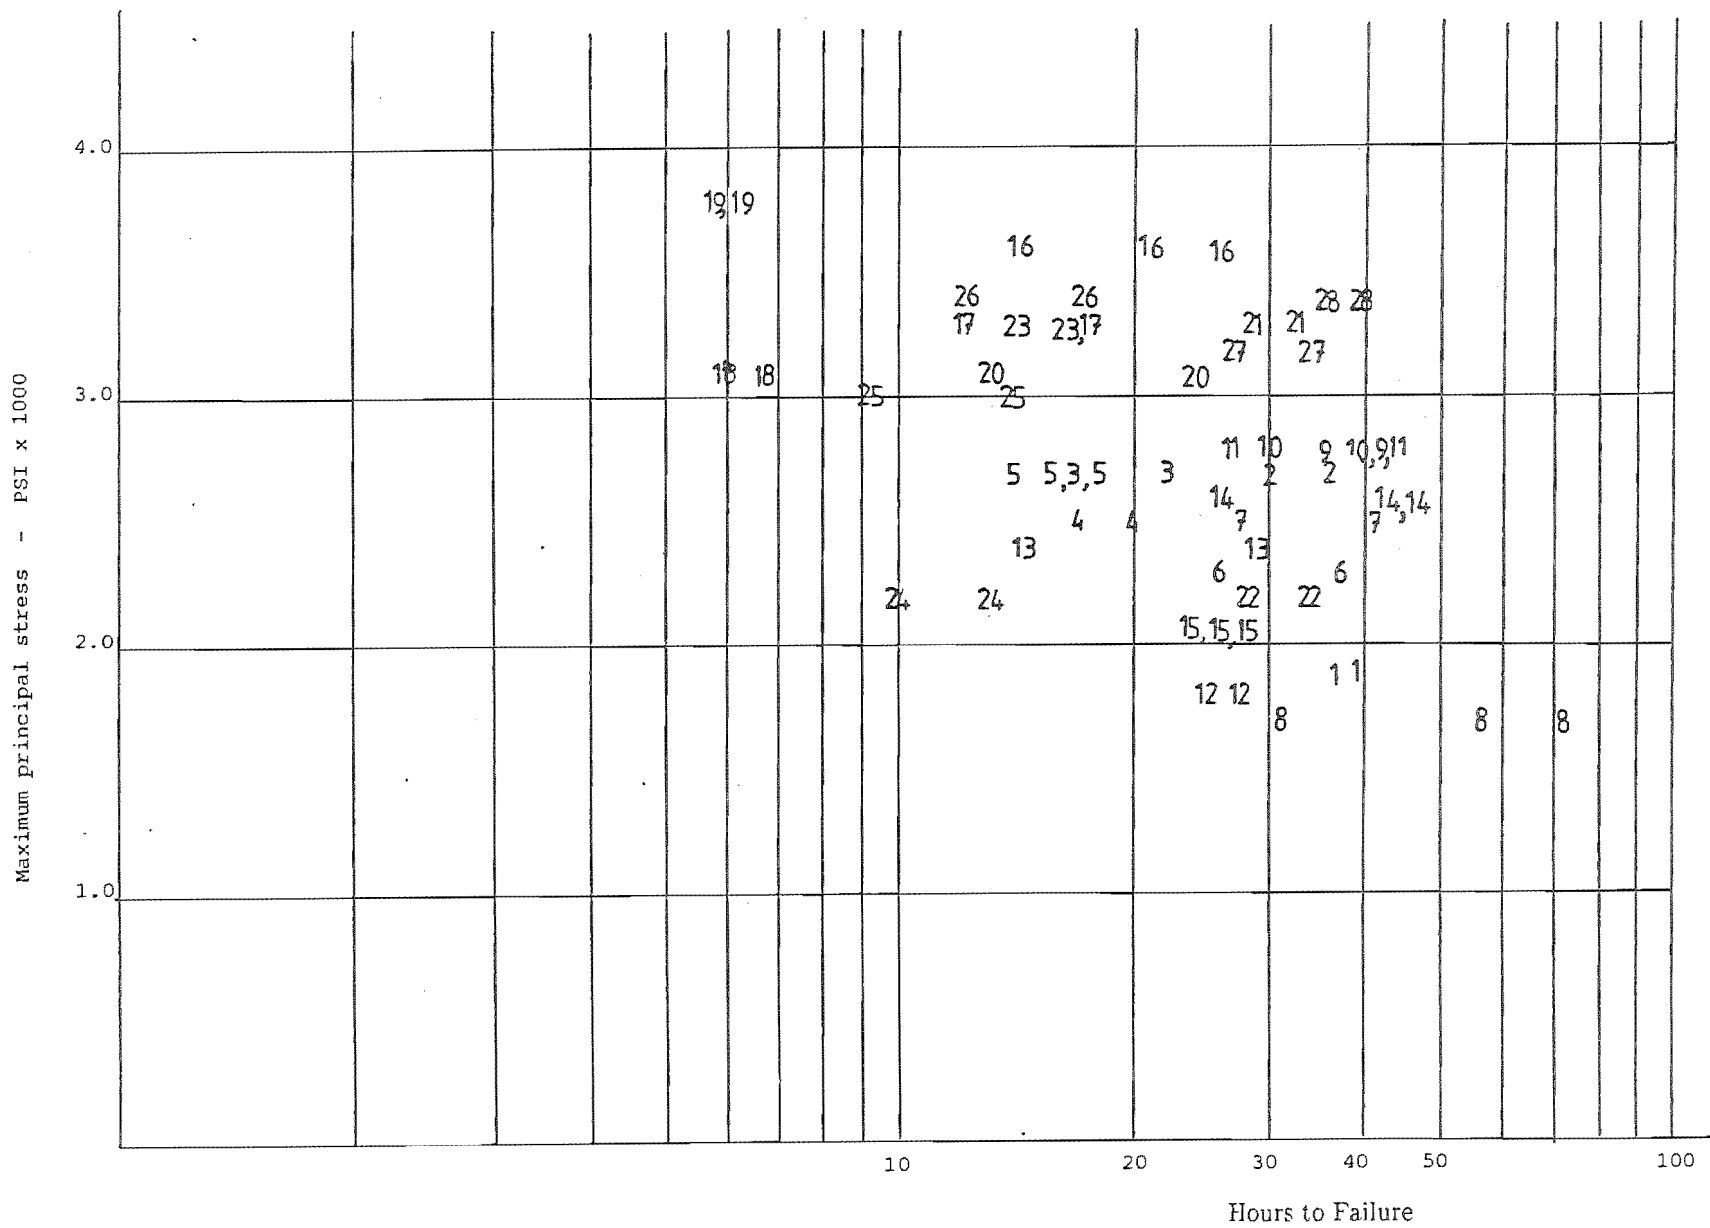 4.0
19,19
16 16 16
26 26 28 28
17 23 23,17 21 21
27 27
18 18 20 20
3.0
25 25
11 10 9 10,9,11
5 5,3,5 3 2 2
14 14,14
4 4 7 7
13 13
6 6
24 24 22 22
15,15,15
2.0
1 1
12 12
8 8 8
1.0
10 20 30 40 50 100
Hours to Failure
Maximum principal stress - PSI x 1000